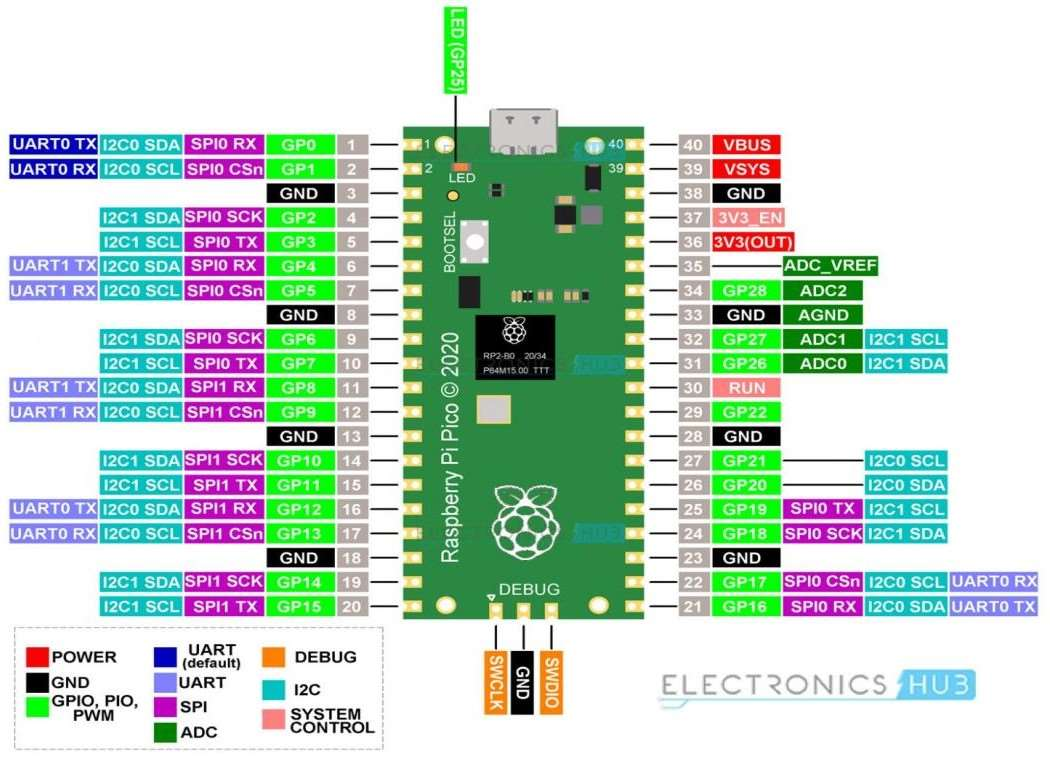 LED (GP25)
UART0 TX I2C0 SDA SPI0 RX GP0 1
UART0 RX I2C0 SCL SPI0 CSn GP1 2
GND 3
I2C1 SDA SPI0 SCK GP2 4
I2C1 SCL SPI0 TX GP3 5
UART1 TX I2C0 SDA SPI0 RX GP4 6
UART1 RX I2C0 SCL SPI0 CSn GP5 7
GND 8
I2C1 SDA SPI0 SCK GP6 9
I2C1 SCL SPI0 TX GP7 10
UART1 TX I2C0 SDA SPI1 RX GP8 11
UART1 RX I2C0 SCL SPI1 CSn GP9 12
GND 13
I2C1 SDA SPI1 SCK GP10 14
I2C1 SCL SPI1 TX GP11 15
UART0 TX I2C0 SDA SPI1 RX GP12 16
UART0 RX I2C0 SCL SPI1 CSn GP13 17
GND 18
I2C1 SDA SPI1 SCK GP14 19
I2C1 SCL SPI1 TX GP15 20
1
2
40
39
LED
BOOTSEL
RP2-B0 20/34
P64M15.00 TTT
Raspberry Pi Pico © 2020
DEBUG
SWCLK
GND
SWDIO
40 VBUS
39 VSYS
38 GND
37 3V3_EN
36 3V3(OUT)
35 ADC_VREF
34 GP28 ADC2
33 GND AGND
32 GP27 ADC1 I2C1 SCL
31 GP26 ADC0 I2C1 SDA
30 RUN
29 GP22
28 GND
27 GP21 I2C0 SCL
26 GP20 I2C0 SDA
25 GP19 SPI0 TX I2C1 SCL
24 GP18 SPI0 SCK I2C1 SDA
23 GND
22 GP17 SPI0 CSn I2C0 SCL UART0 RX
21 GP16 SPI0 RX I2C0 SDA UART0 TX
POWER
GND
GPIO, PIO,
PWM
UART
(default)
UART
SPI
ADC
DEBUG
I2C
SYSTEM
CONTROL
ELECTRONICS HUB